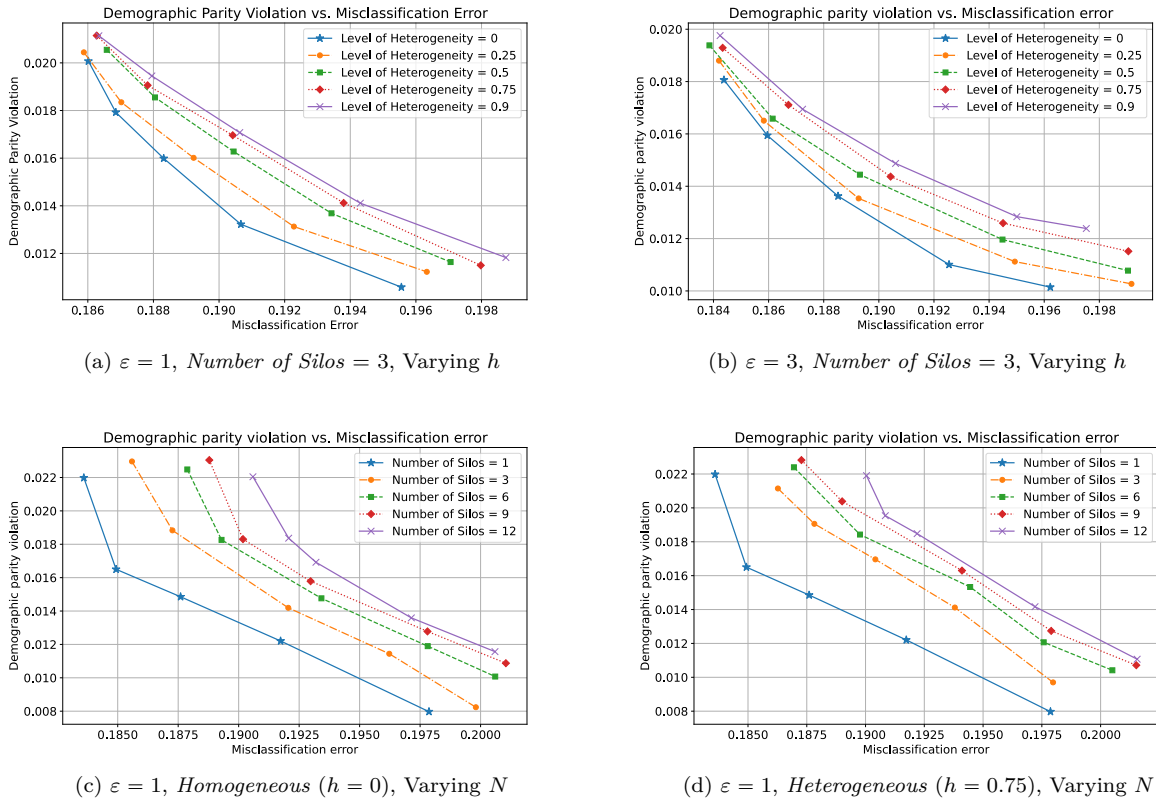 Demographic Parity Violation vs. Misclassification Error
Demographic Parity Violation
0.020
0.018
0.016
0.014
0.012
0.186 0.188 0.190 0.192 0.194 0.196 0.198
Misclassification Error
Level of Heterogeneity = 0
Level of Heterogeneity = 0.25
Level of Heterogeneity = 0.5
Level of Heterogeneity = 0.75
Level of Heterogeneity = 0.9
(a) ε = 1, Number of Silos = 3, Varying h
Demographic parity violation vs. Misclassification error
Demographic parity violation
0.020
0.018
0.016
0.014
0.012
0.010
0.184 0.186 0.188 0.190 0.192 0.194 0.196 0.198
Misclassification error
Level of Heterogeneity = 0
Level of Heterogeneity = 0.25
Level of Heterogeneity = 0.5
Level of Heterogeneity = 0.75
Level of Heterogeneity = 0.9
(b) ε = 3, Number of Silos = 3, Varying h
Demographic parity violation vs. Misclassification error
Demographic parity violation
0.022
0.020
0.018
0.016
0.014
0.012
0.010
0.008
0.1850 0.1875 0.1900 0.1925 0.1950 0.1975 0.2000
Misclassification error
Number of Silos = 1
Number of Silos = 3
Number of Silos = 6
Number of Silos = 9
Number of Silos = 12
(c) ε = 1, Homogeneous (h = 0), Varying N
Demographic parity violation vs. Misclassification error
Demographic parity violation
0.022
0.020
0.018
0.016
0.014
0.012
0.010
0.008
0.1850 0.1875 0.1900 0.1925 0.1950 0.1975 0.2000
Misclassification error
Number of Silos = 1
Number of Silos = 3
Number of Silos = 6
Number of Silos = 9
Number of Silos = 12
(d) ε = 1, Heterogeneous (h = 0.75), Varying N